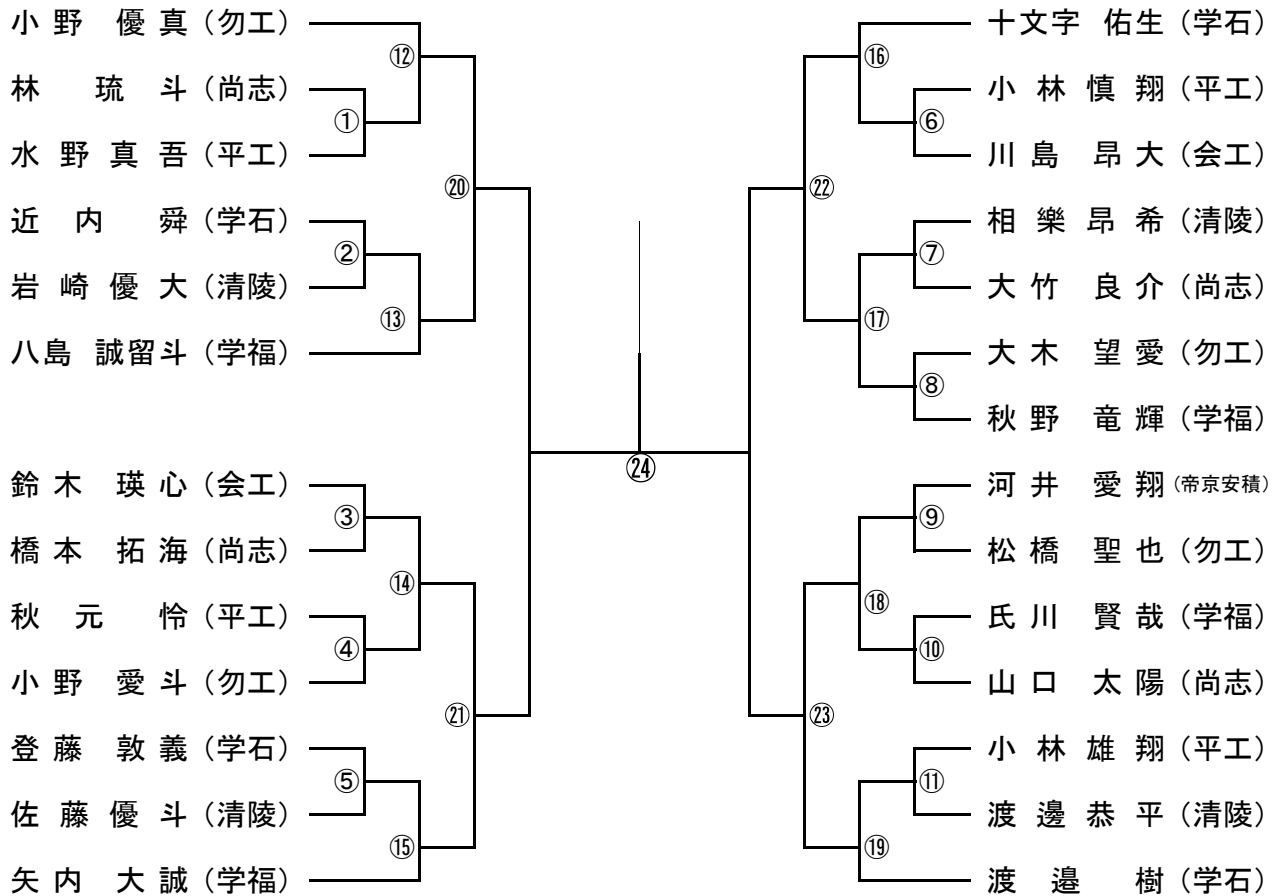 小野 優真（勿工）
⑫
林 琉斗（尚志）
①
水野真吾（平工）
⑳
近内 舜（学石）
②
岩崎優大（清陵）
⑬
八島 誠留斗（学福）
鈴木 瑛心（会工）
③
橋本 拓海（尚志）
⑭
秋元 怜（平工）
④
小野 愛斗（勿工）
㉑
登藤 敦義（学石）
⑤
佐藤優斗（清陵）
⑮
矢内 大誠（学福）
㉔
十文字 佑生（学石）
⑯
小林慎翔（平工）
⑥
川島 昂大（会工）
㉒
相樂昂希（清陵）
⑦
大竹 良介（尚志）
⑰
大木 望愛（勿工）
⑧
秋野 竜輝（学福）
河井 愛翔（帝京安積）
⑨
松橋聖也（勿工）
⑱
氏川 賢哉（学福）
⑩
山口 太陽（尚志）
㉓
小林雄翔（平工）
⑪
渡邊恭平（清陵）
⑲
渡邉 樹（学石）